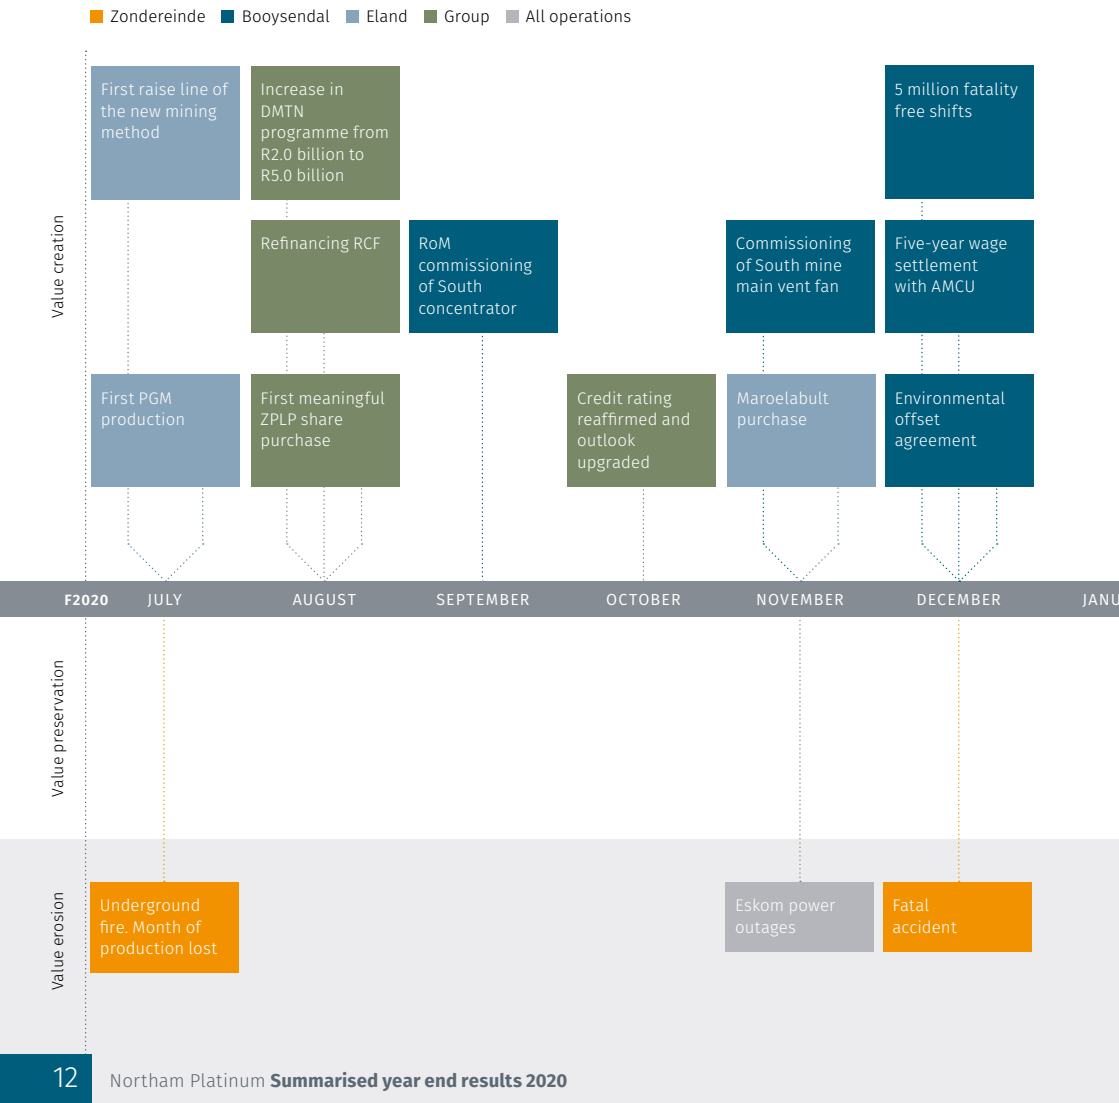 Zondereinde Booysendal Eland Group All operations
Value creation
First raise line of
the new mining
method
Increase in
DMTN
programme from
R2.0 billion to
R5.0 billion
5 million fatality
free shifts
Refinancing RCF
RoM
commissioning
of South
concentrator
Commissioning
of South mine
main vent fan
Five-year wage
settlement
with AMCU
First PGM
production
First meaningful
ZPLP share
purchase
Credit rating
reaffirmed and
outlook
upgraded
Maroelabult
purchase
Environmental
offset
agreement
F2020 JULY AUGUST SEPTEMBER OCTOBER NOVEMBER DECEMBER JANU
Value preservation
Value erosion
Underground
fire. Month of
production lost
Eskom power
outages
Fatal
accident
12 Northam Platinum Summarised year end results 2020